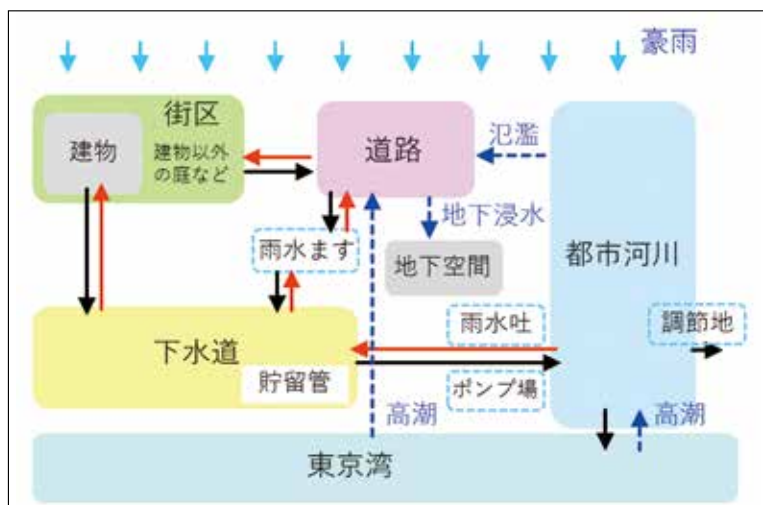 豪雨
街区
建物
建物以外
の庭など
道路
氾濫
地下浸水
雨水ます
地下空間
都市河川
雨水吐
調節地
下水道
貯留管
ポンプ場
高潮
高潮
東京湾